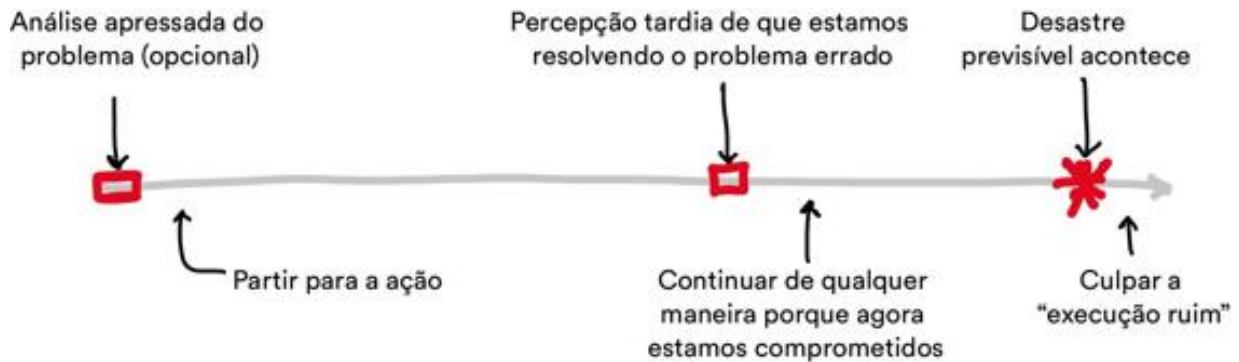 Análise apressada do
problema (opcional)
Percepção tardia de que estamos
resolvendo o problema errado
Desastre
previsível acontece
Partir para a ação
Continuar de qualquer
maneira porque agora
estamos comprometidos
Culpar a
“execução ruim”